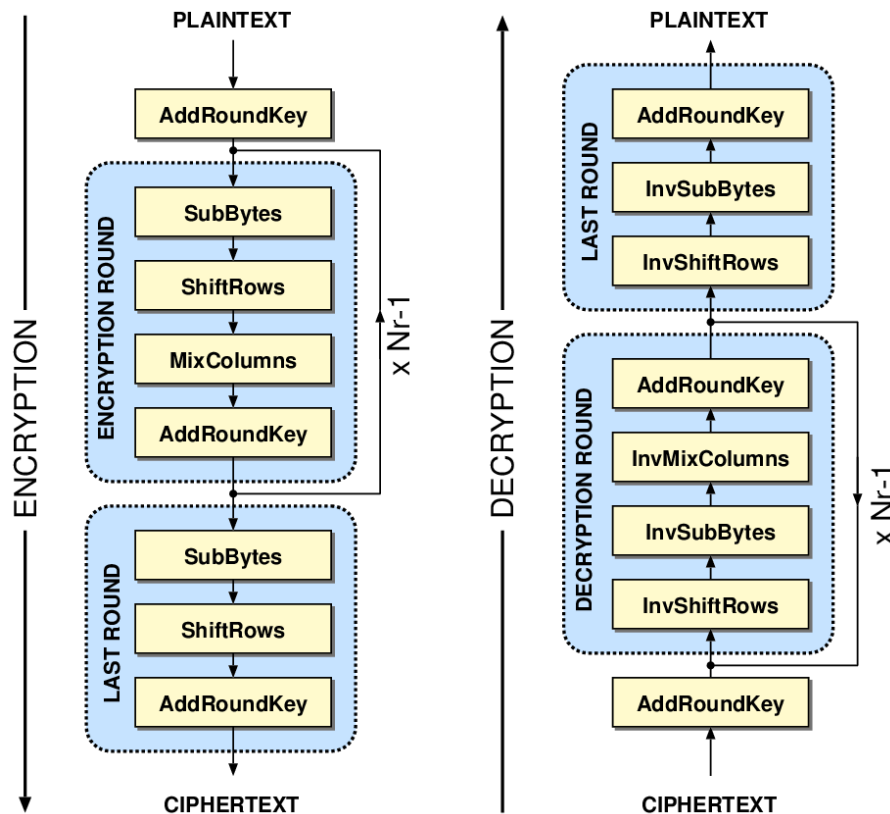 ENCRYPTION
PLAINTEXT
AddRoundKey
ENCRYPTION ROUND
SubBytes
ShiftRows
MixColumns
AddRoundKey
x Nr-1
LAST ROUND
SubBytes
ShiftRows
AddRoundKey
CIPHERTEXT
DECRYPTION
PLAINTEXT
LAST ROUND
AddRoundKey
InvSubBytes
InvShiftRows
DECRYPTION ROUND
AddRoundKey
InvMixColumns
InvSubBytes
InvShiftRows
x Nr-1
AddRoundKey
CIPHERTEXT